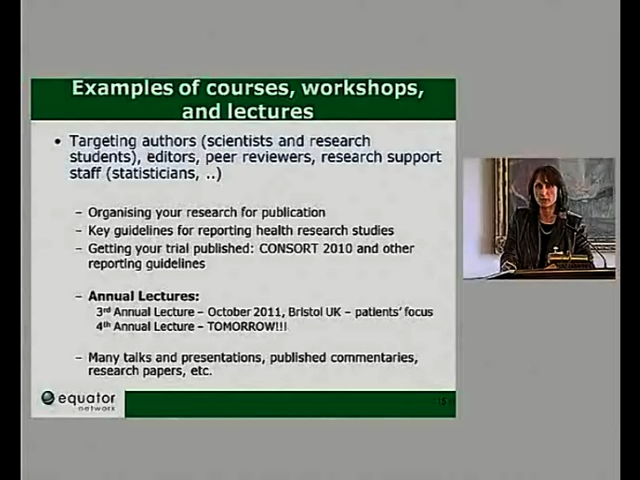 Examples of courses, workshops,
and lectures
• Targeting authors (scientists and research
students), editors, peer reviewers, research support
staff (statisticians, ..)
– Organising your research for publication
– Key guidelines for reporting health research studies
– Getting your trial published: CONSORT 2010 and other
reporting guidelines
– Annual Lectures:
3rd Annual Lecture – October 2011, Bristol UK – patients' focus
4th Annual Lecture – TOMORROW!!!
– Many talks and presentations, published commentaries,
research papers, etc.
equator
network
15